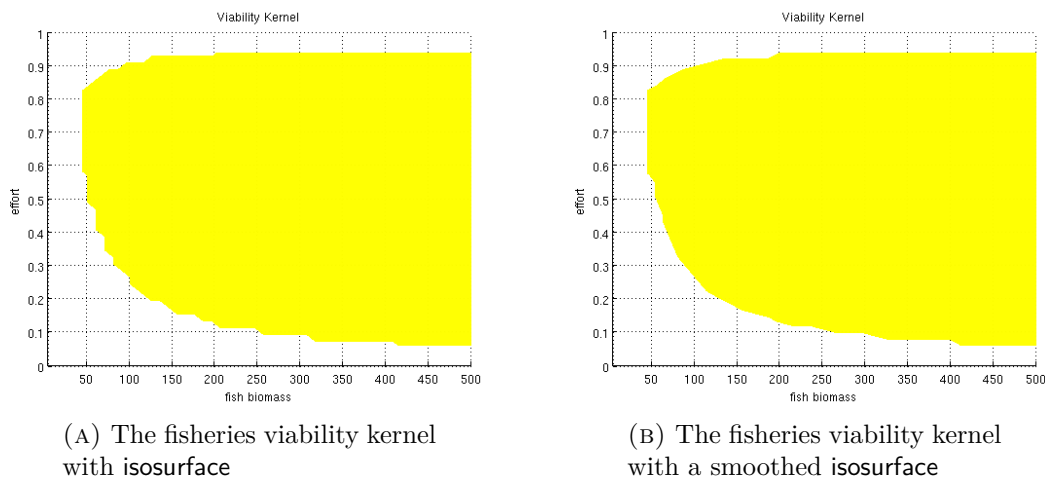 Viability Kernel
1
0.9
0.8
0.7
0.6
0.5
0.4
0.3
0.2
0.1
0
effort
50 100 150 200 250 300 350 400 450 500
fish biomass
(A) The fisheries viability kernel
with isosurface
Viability Kernel
1
0.9
0.8
0.7
0.6
0.5
0.4
0.3
0.2
0.1
0
effort
50 100 150 200 250 300 350 400 450 500
fish biomass
(B) The fisheries viability kernel
with a smoothed isosurface